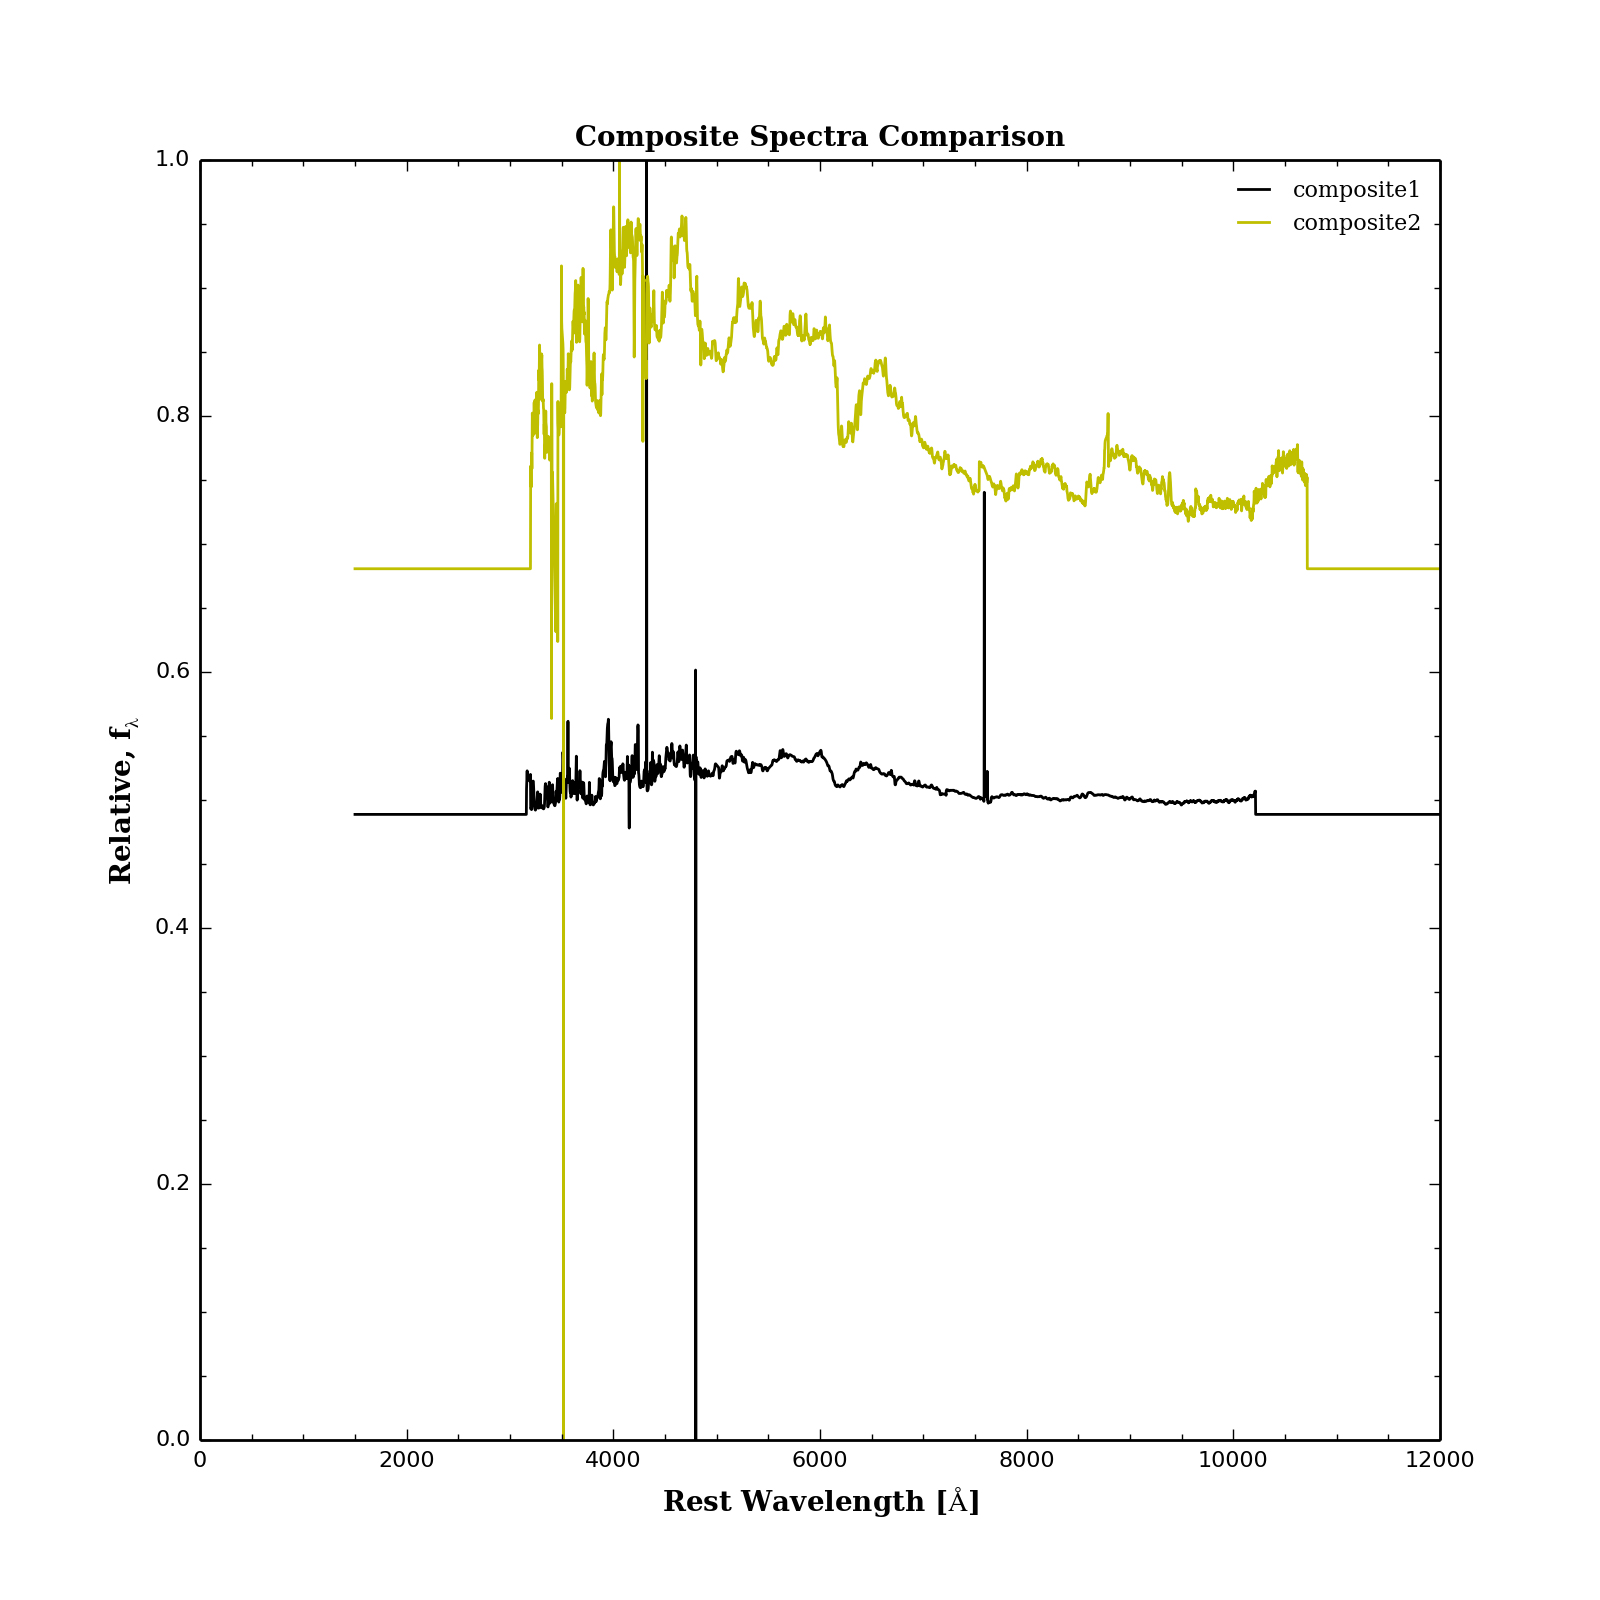 Composite Spectra Comparison
1.0
composite1
composite2
0.8
0.6
Relative, fλ
0.4
0.2
0.0
0 2000 4000 6000 8000 10000 12000
Rest Wavelength [Å]